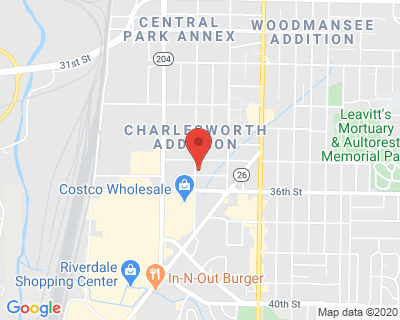 CENTRAL
PARK ANNEX
WOODMANSEE
ADDITION
31st St
204
CHARLESWORTH
ADDITION
Leavitt's
Mortuary
& Aultorest
Memorial Pa
26
Costco Wholesale
36th St
Riverdale
Shopping Center
In-N-Out Burger
40th St
Google
Map data ©2020